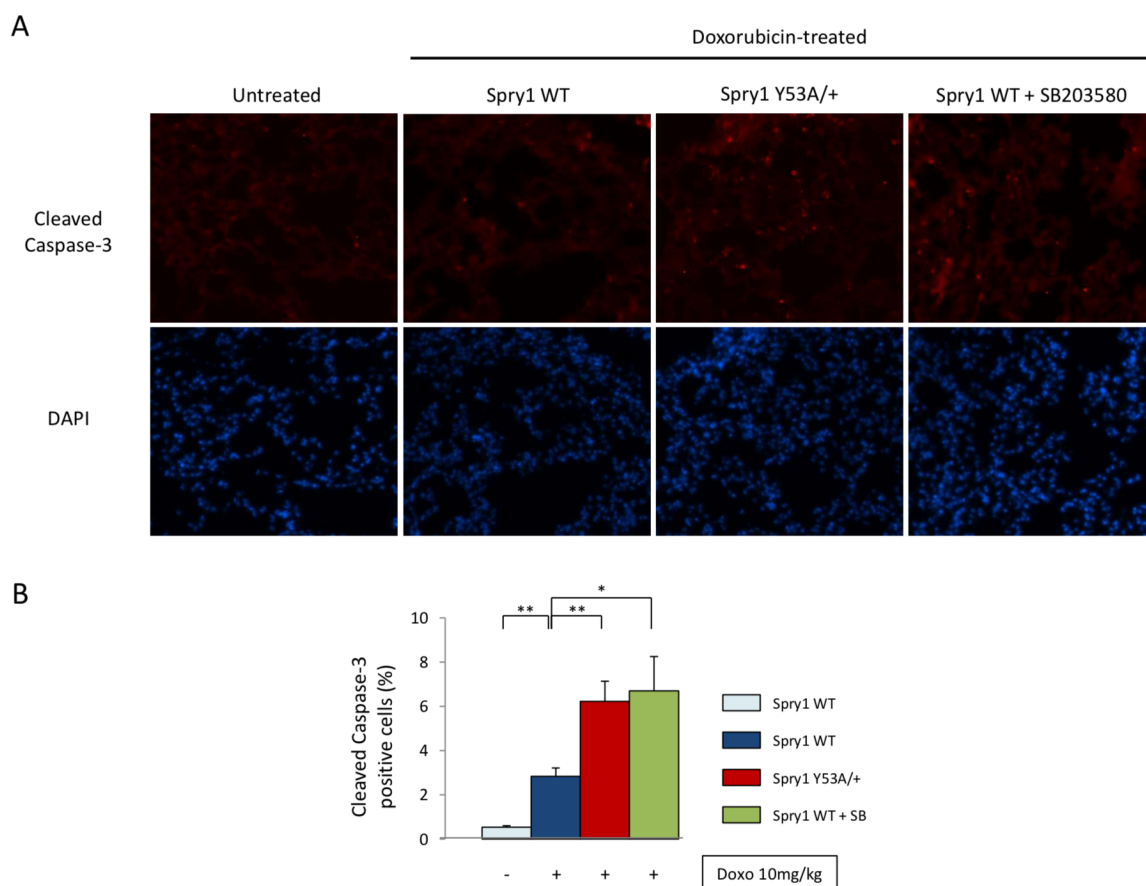 A
Doxorubicin-treated
Untreated
Spry1 WT
Spry1 Y53A/+
Spry1 WT + SB203580
Cleaved
Caspase-3
DAPI
B
*
** **
Cleaved Caspase-3
positive cells (%)
10
8
6
4
2
0
Spry1 WT
Spry1 WT
Spry1 Y53A/+
Spry1 WT + SB
- + + +
Doxo 10mg/kg